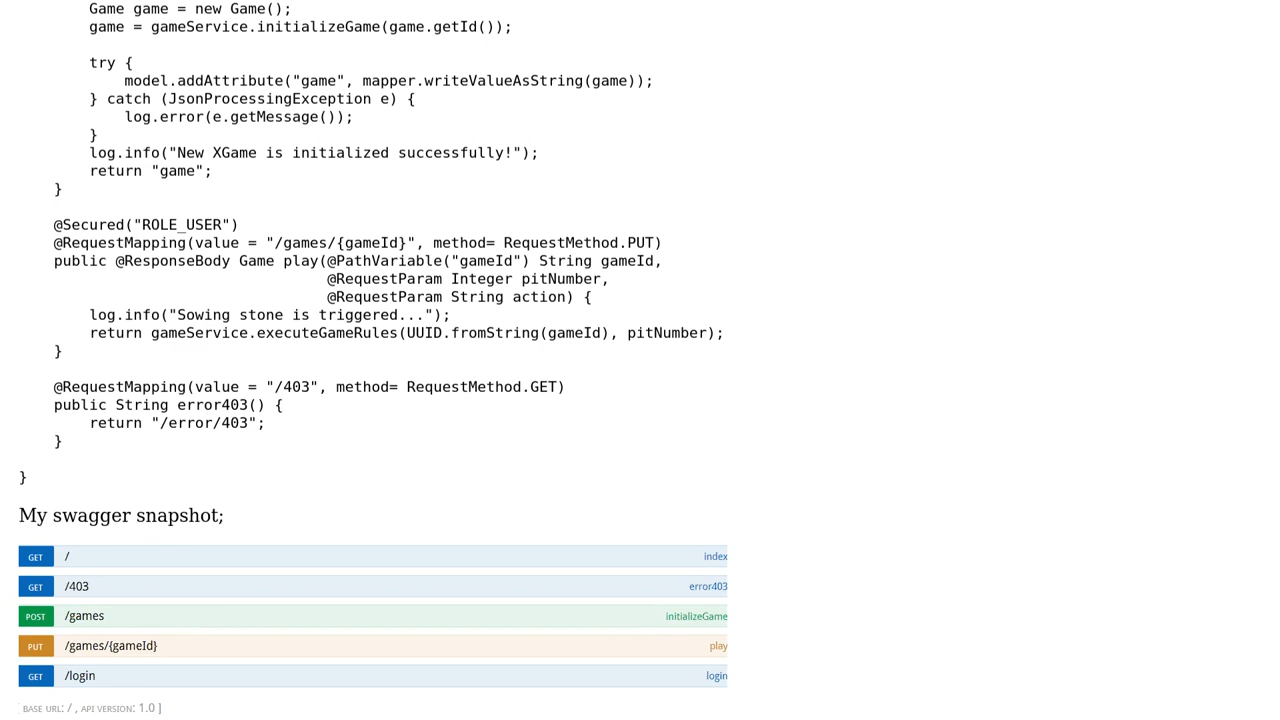 Game game = new Game();
game = gameService.initializeGame(game.getId());
try {
model.addAttribute("game", mapper.writeValueAsString(game));
} catch (JsonProcessingException e) {
log.error(e.getMessage());
}
log.info("New XGame is initialized successfully!");
return "game";
}
@Secured("ROLE_USER")
@RequestMapping(value = "/games/{gameId}", method= RequestMethod.PUT)
public @ResponseBody Game play(@PathVariable("gameId") String gameId,
@RequestParam Integer pitNumber,
@RequestParam String action) {
log.info("Sowing stone is triggered...");
return gameService.executeGameRules(UUID.fromString(gameId), pitNumber);
}
@RequestMapping(value = "/403", method= RequestMethod.GET)
public String error403() {
return "/error/403";
}
}
My swagger snapshot;
GET / index
GET /403 error403
POST /games initializeGame
PUT /games/{gameId} play
GET /login login
[ BASE URL: / , API VERSION: 1.0 ]